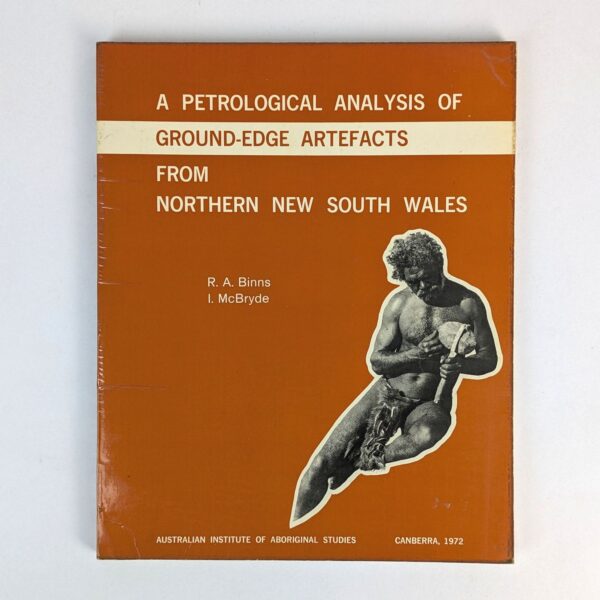 A PETROLOGICAL ANALYSIS OF
GROUND-EDGE ARTEFACTS
FROM
NORTHERN NEW SOUTH WALES
R. A. Binns
I. McBryde
AUSTRALIAN INSTITUTE OF ABORIGINAL STUDIES CANBERRA, 1972